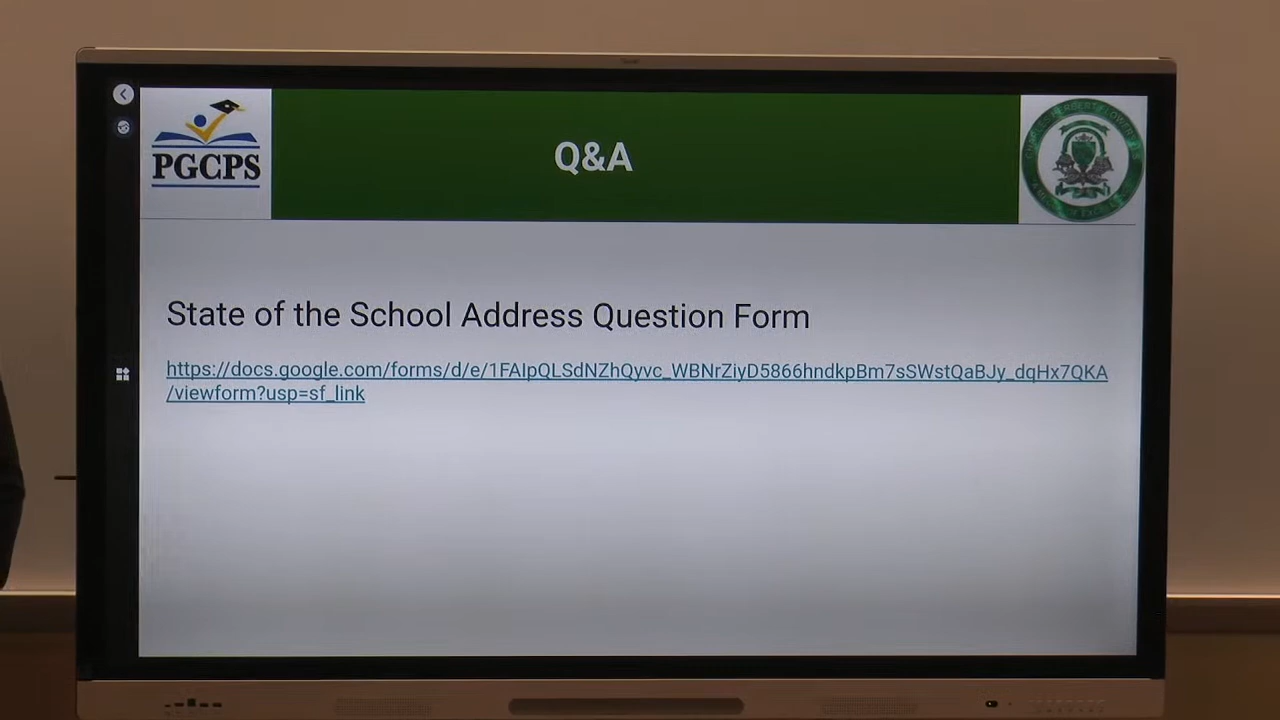 PGCPS
Q&A
State of the School Address Question Form
https://docs.google.com/forms/d/e/1FAIpQLSdNZhQyvc_WBNrZiyD5866hndkpBm7sSWstQaBJy_dqHx7QKA
/viewform?usp=sf_link